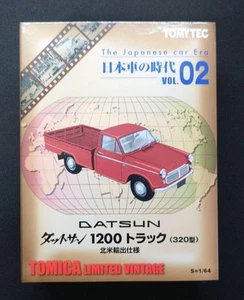 TOMYTEC
The Japanese car Era
日本車の時代
VOL.02
DATSUN
ダットサン 1200トラック (320型)
北米輸出仕様
TOMICA LIMITED VINTAGE
S=1/64